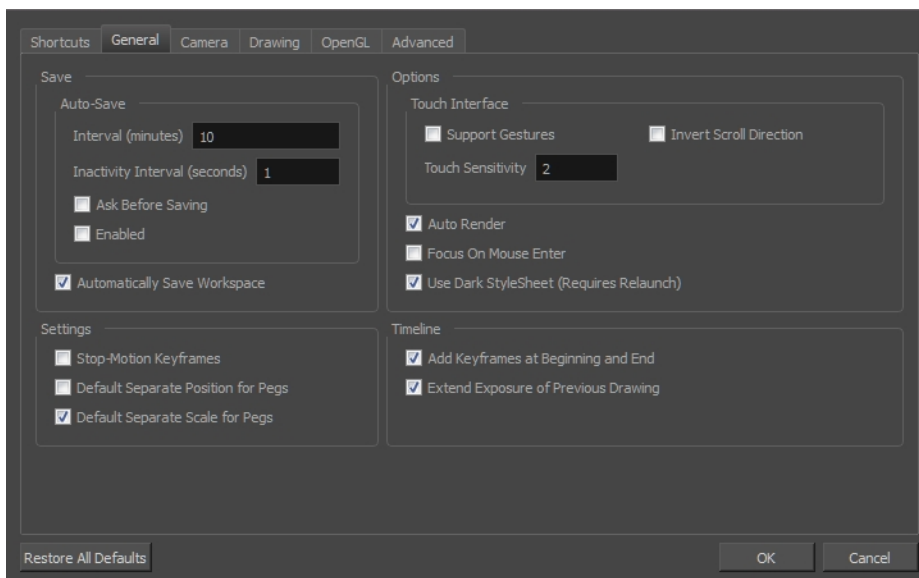 Shortcuts General Camera Drawing OpenGL Advanced
Save
Auto-Save
Interval (minutes) 10
Inactivity Interval (seconds) 1
Ask Before Saving
Enabled
Automatically Save Workspace
Options
Touch Interface
Support Gestures Invert Scroll Direction
Touch Sensitivity 2
Auto Render
Focus On Mouse Enter
Use Dark StyleSheet (Requires Relaunch)
Settings
Stop-Motion Keyframes
Default Separate Position for Pegs
Default Separate Scale for Pegs
Timeline
Add Keyframes at Beginning and End
Extend Exposure of Previous Drawing
Restore All Defaults OK Cancel